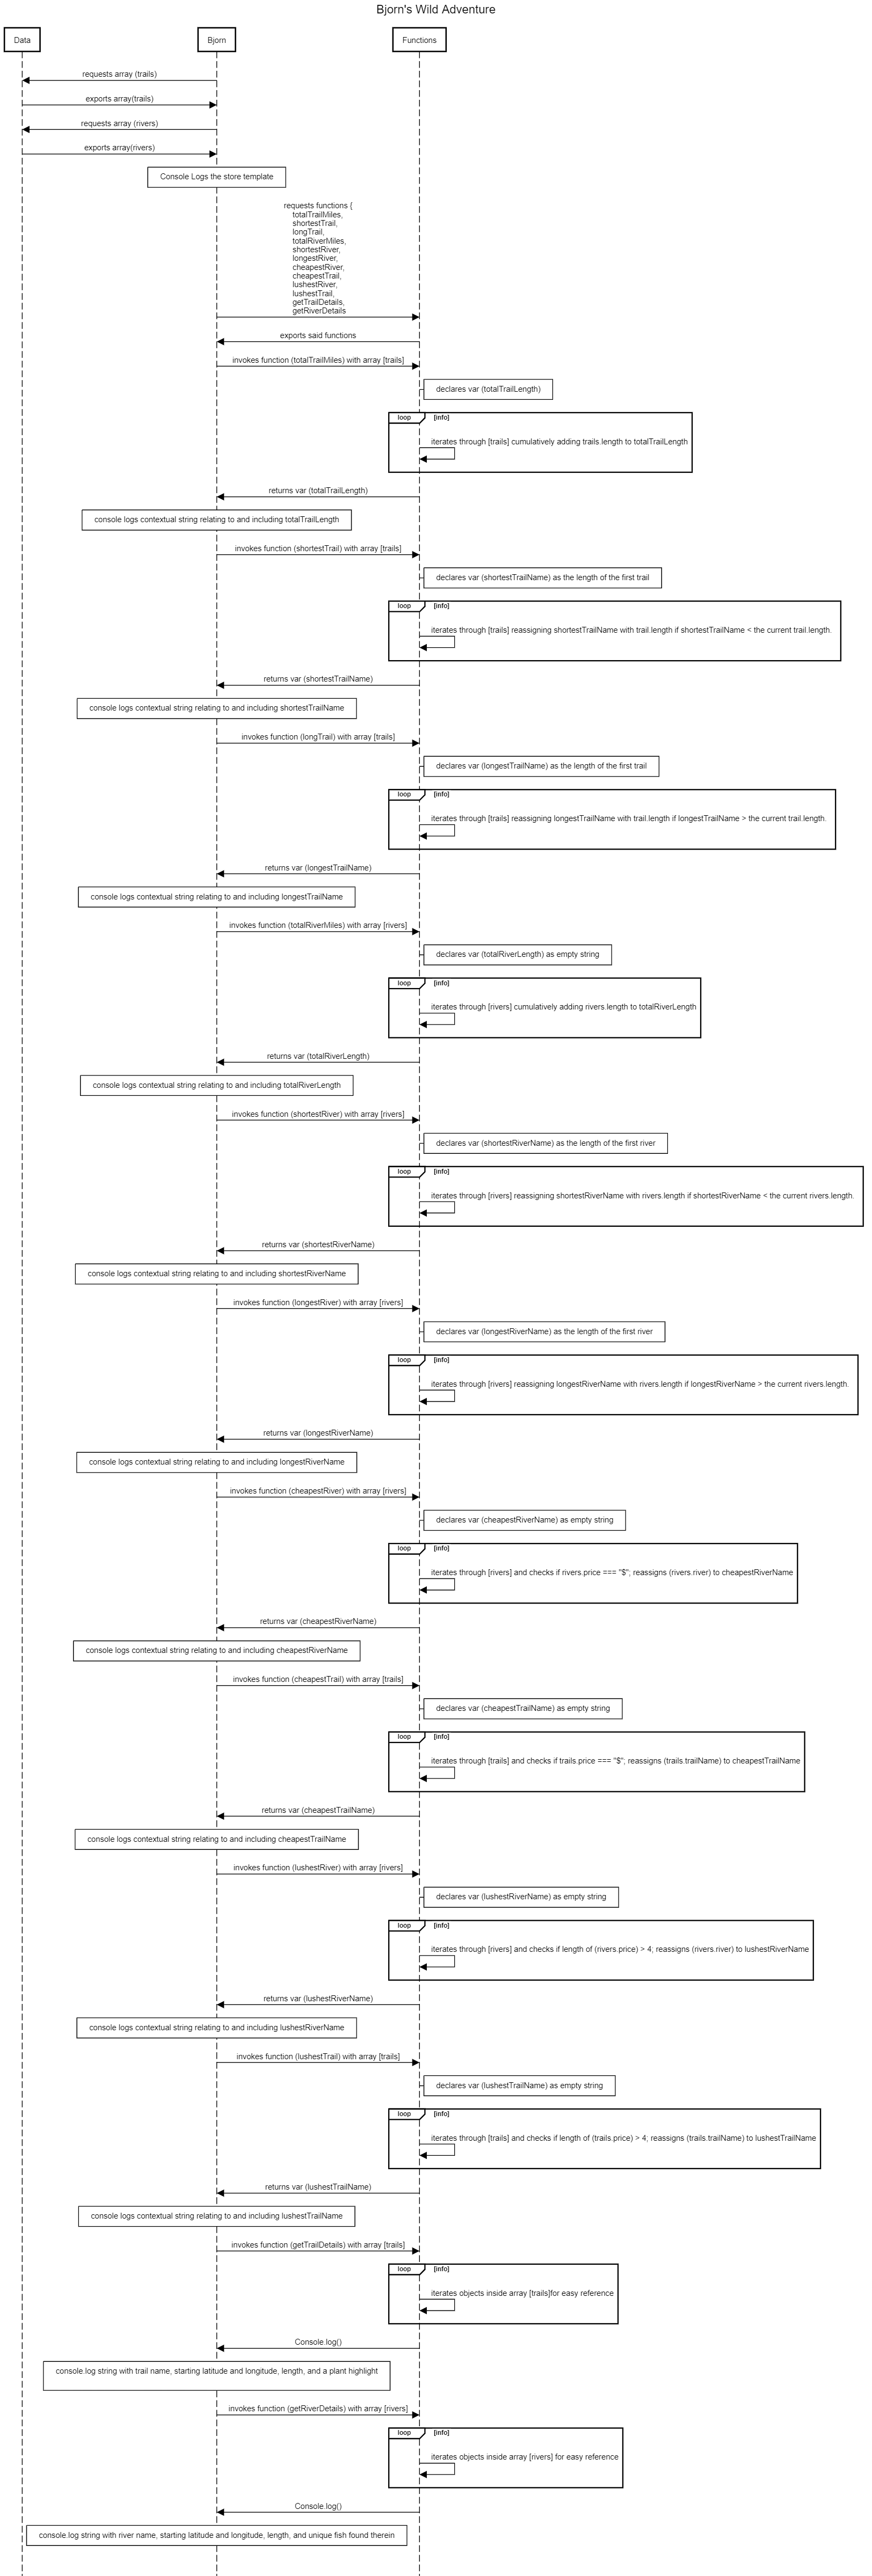 Bjorn's Wild Adventure
Data
Bjorn
Functions
requests array (trails)
exports array(trails)
requests array (rivers)
exports array(rivers)
Console Logs the store template
requests functions {
totalTrailMiles,
shortestTrail,
longTrail,
totalRiverMiles,
shortestRiver,
longestRiver,
cheapestRiver,
cheapestTrail,
lushestRiver,
lushestTrail,
getTrailDetails,
getRiverDetails
exports said functions
invokes function (totalTrailMiles) with array [trails]
declares var (totalTrailLength)
loop [info]
iterates through [trails] cumulatively adding trails.length to totalTrailLength
returns var (totalTrailLength)
console logs contextual string relating to and including totalTrailLength
invokes function (shortestTrail) with array [trails]
declares var (shortestTrailName) as the length of the first trail
loop [info]
iterates through [trails] reassigning shortestTrailName with trail.length if shortestTrailName < the current trail.length.
returns var (shortestTrailName)
console logs contextual string relating to and including shortestTrailName
invokes function (longTrail) with array [trails]
declares var (longestTrailName) as the length of the first trail
loop [info]
iterates through [trails] reassigning longestTrailName with trail.length if longestTrailName > the current trail.length.
returns var (longestTrailName)
console logs contextual string relating to and including longestTrailName
invokes function (totalRiverMiles) with array [rivers]
declares var (totalRiverLength) as empty string
loop [info]
iterates through [rivers] cumulatively adding rivers.length to totalRiverLength
returns var (totalRiverLength)
console logs contextual string relating to and including totalRiverLength
invokes function (shortestRiver) with array [rivers]
declares var (shortestRiverName) as the length of the first river
loop [info]
iterates through [rivers] reassigning shortestRiverName with rivers.length if shortestRiverName < the current rivers.length.
returns var (shortestRiverName)
console logs contextual string relating to and including shortestRiverName
invokes function (longestRiver) with array [rivers]
declares var (longestRiverName) as the length of the first river
loop [info]
iterates through [rivers] reassigning longestRiverName with rivers.length if longestRiverName > the current rivers.length.
returns var (longestRiverName)
console logs contextual string relating to and including longestRiverName
invokes function (cheapestRiver) with array [rivers]
declares var (cheapestRiverName) as empty string
loop [info]
iterates through [rivers] and checks if rivers.price === "$"; reassigns (rivers.river) to cheapestRiverName
returns var (cheapestRiverName)
console logs contextual string relating to and including cheapestRiverName
invokes function (cheapestTrail) with array [trails]
declares var (cheapestTrailName) as empty string
loop [info]
iterates through [trails] and checks if trails.price === "$"; reassigns (trails.trailName) to cheapestTrailName
returns var (cheapestTrailName)
console logs contextual string relating to and including cheapestTrailName
invokes function (lushestRiver) with array [rivers]
declares var (lushestRiverName) as empty string
loop [info]
iterates through [rivers] and checks if length of (rivers.price) > 4; reassigns (rivers.river) to lushestRiverName
returns var (lushestRiverName)
console logs contextual string relating to and including lushestRiverName
invokes function (lushestTrail) with array [trails]
declares var (lushestTrailName) as empty string
loop [info]
iterates through [trails] and checks if length of (trails.price) > 4; reassigns (trails.trailName) to lushestTrailName
returns var (lushestTrailName)
console logs contextual string relating to and including lushestTrailName
invokes function (getTrailDetails) with array [trails]
loop [info]
iterates objects inside array [trails]for easy reference
Console.log()
console.log string with trail name, starting latitude and longitude, length, and a plant highlight
invokes function (getRiverDetails) with array [rivers]
loop [info]
iterates objects inside array [rivers] for easy reference
Console.log()
console.log string with river name, starting latitude and longitude, length, and unique fish found therein